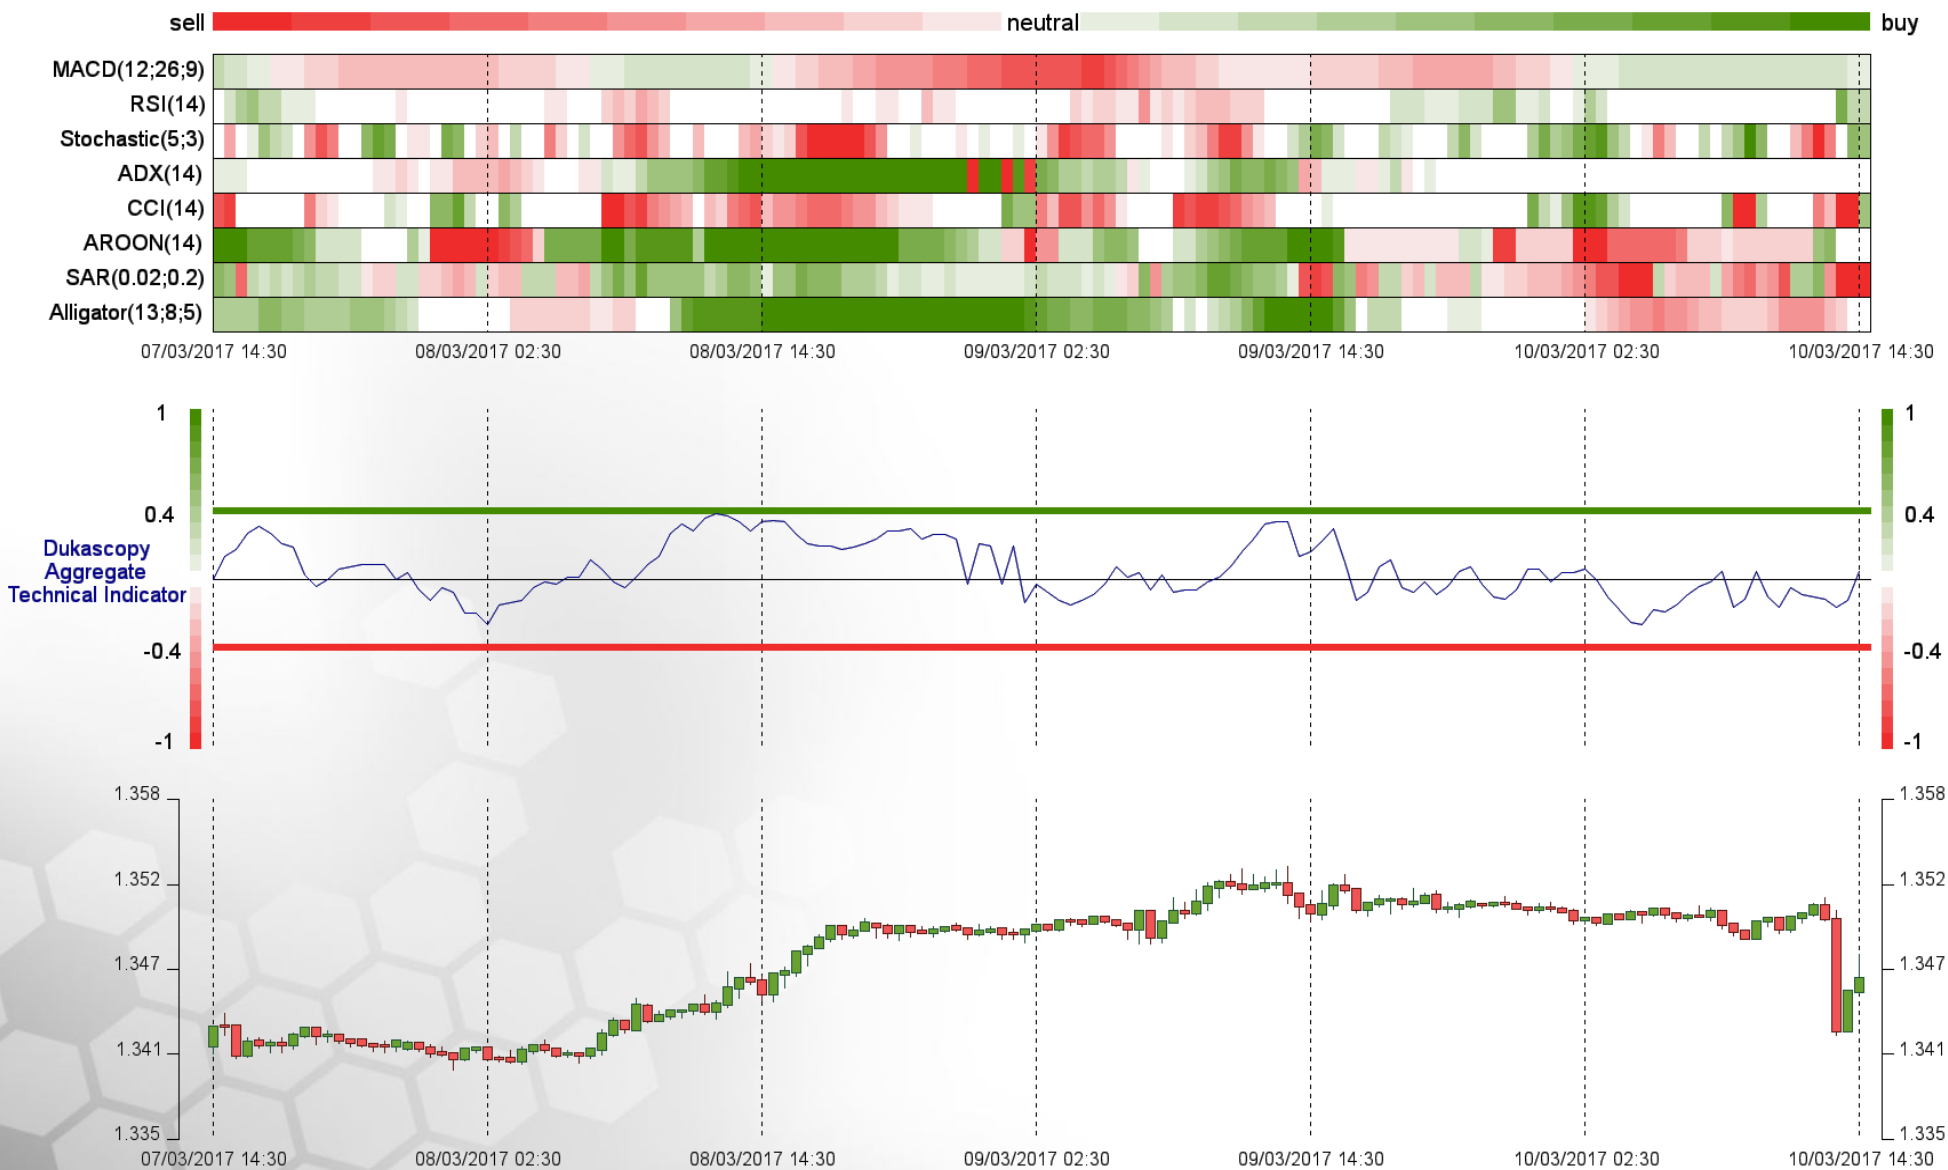 sell neutral buy
MACD(12;26;9)
RSI(14)
Stochastic(5;3)
ADX(14)
CCI(14)
AROON(14)
SAR(0.02;0.2)
Alligator(13;8;5)
07/03/2017 14:30 08/03/2017 02:30 08/03/2017 14:30 09/03/2017 02:30 09/03/2017 14:30 10/03/2017 02:30 10/03/2017 14:30
1 1
0.4 0.4
Dukascopy
Aggregate
Technical Indicator
-0.4 -0.4
-1 -1
1.358 1.358
1.352 1.352
1.347 1.347
1.341 1.341
1.335 1.335
07/03/2017 14:30 08/03/2017 02:30 08/03/2017 14:30 09/03/2017 02:30 09/03/2017 14:30 10/03/2017 02:30 10/03/2017 14:30